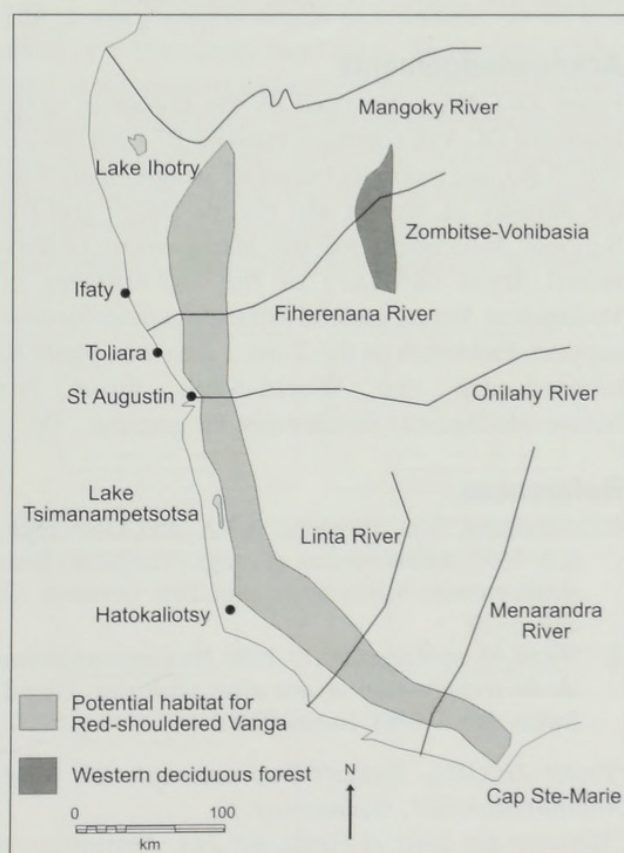 Mangoky River
Lake Ihotry
Zombitse-Vohibasia
Ifaty
Fiherenana River
Toliara
St Augustin
Onilahy River
Lake
Tsimanampetsotsa
Linta River
Hatokaliotsy
Menarandra
River
Potential habitat for
Red-shouldered Vanga
Western deciduous forest
N
Cap Ste-Marie
0
100
km